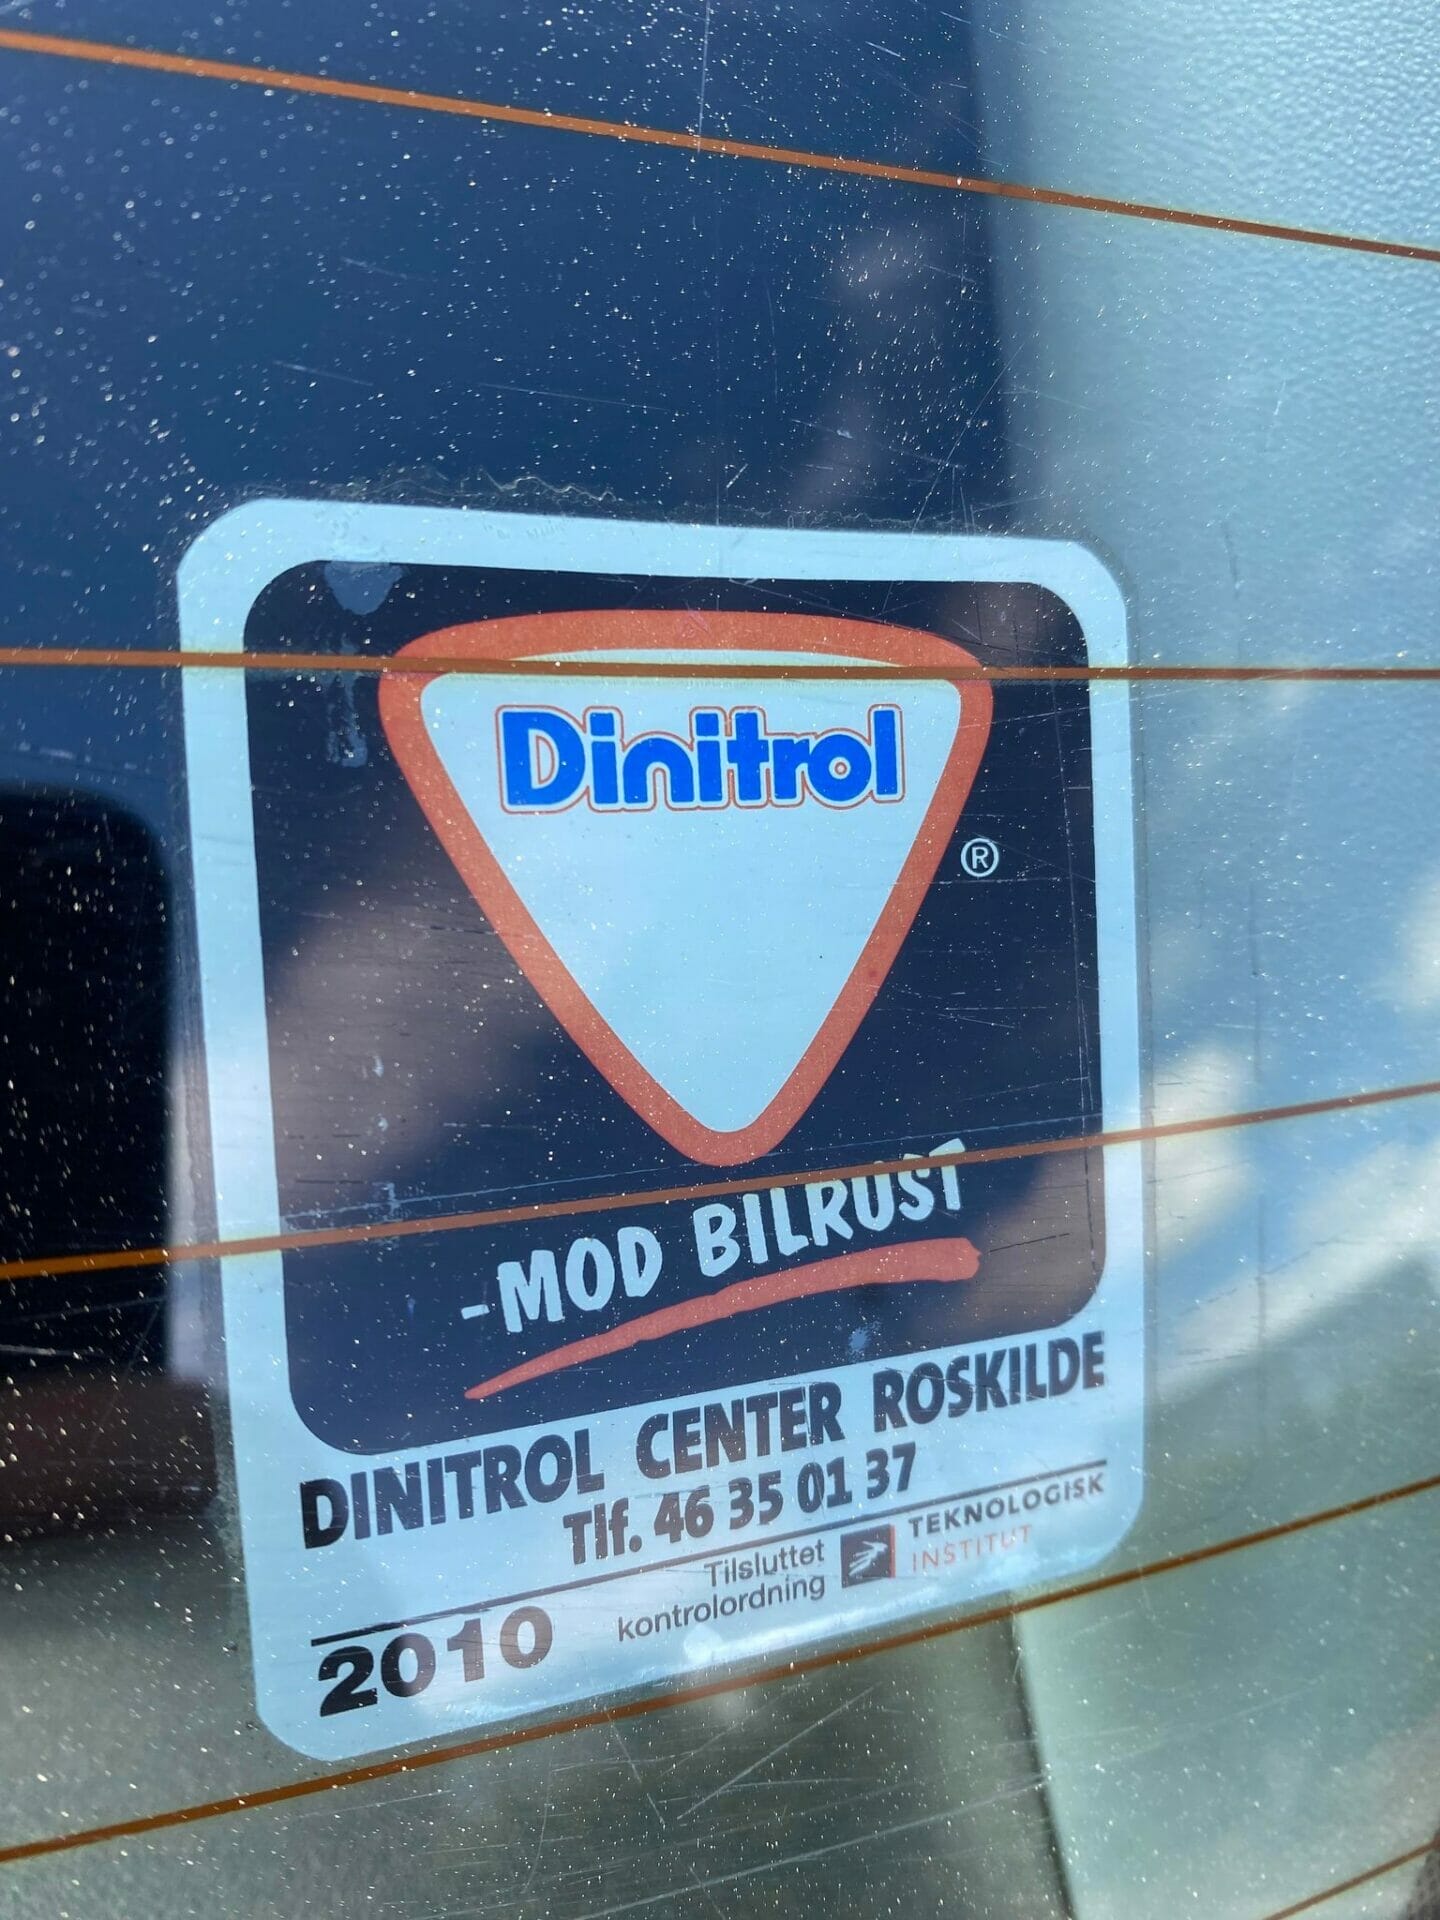 Dinitrol
®
-MOD BILRUST
DINITROL CENTER ROSKILDE
Tlf. 46 35 01 37
TEKNOLOGISK
INSTITUT
Tilsluttet
kontrolordning
2010